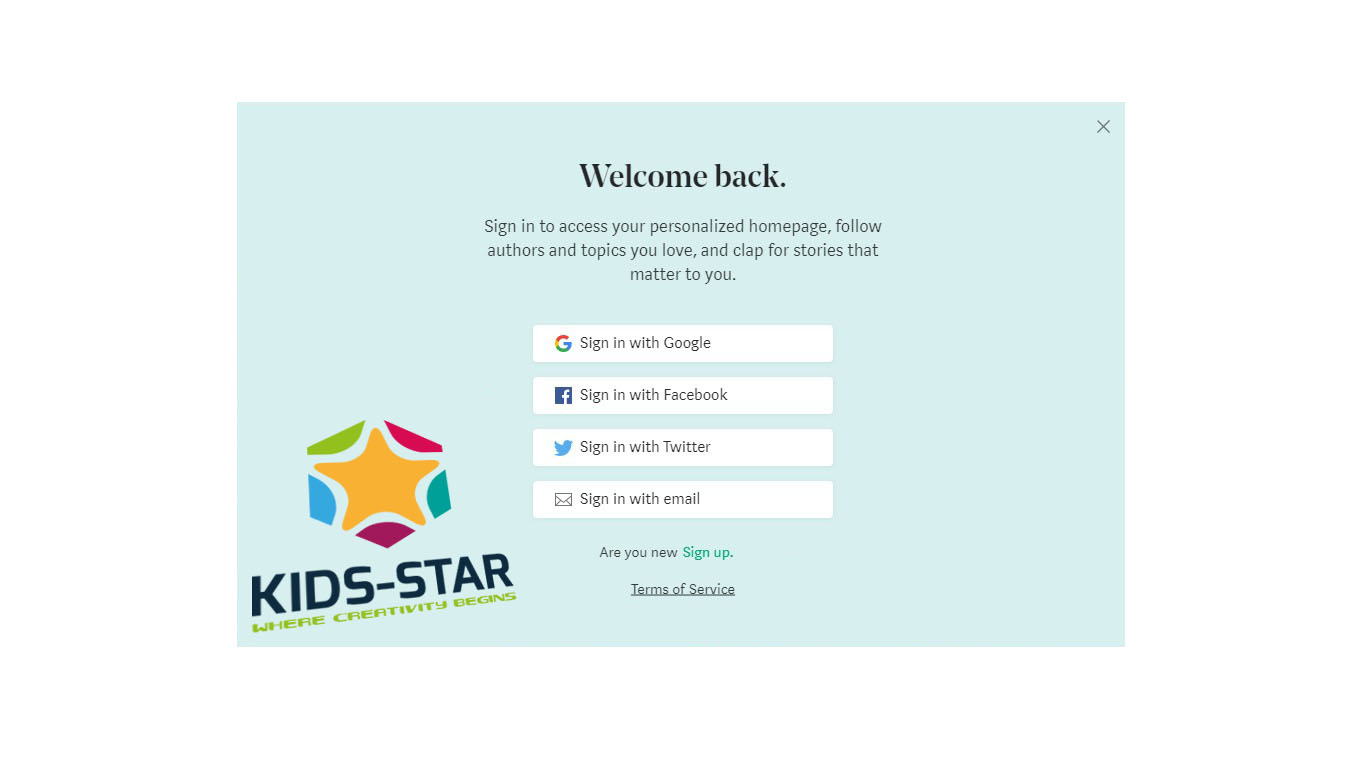 Welcome back.
Sign in to access your personalized homepage, follow
authors and topics you love, and clap for stories that
matter to you.
Sign in with Google
Sign in with Facebook
Sign in with Twitter
Sign in with email
Are you new Sign up.
Terms of Service
KIDS-STAR
WHERE CREATIVITY BEGINS